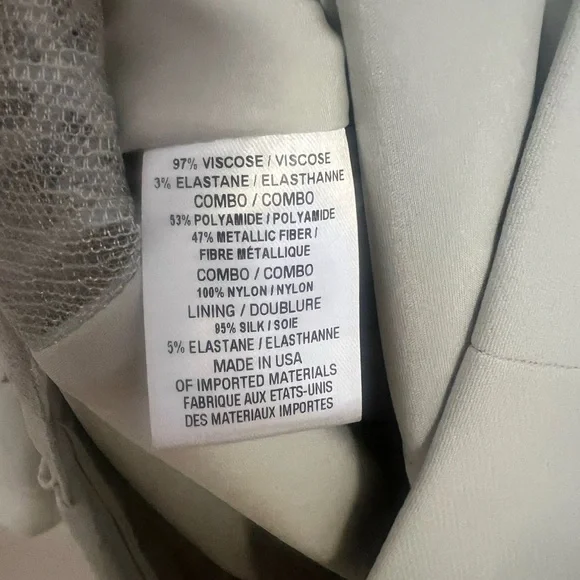 97% VISCOSE / VISCOSE
3% ELASTANE / ELASTHANNE
COMBO / COMBO
53% POLYAMIDE / POLYAMIDE
47% METALLIC FIBER /
FIBRE MÉTALLIQUE
COMBO / COMBO
100% NYLON / NYLON
LINING / DOUBLURE
95% SILK / SOIE
5% ELASTANE / ELASTHANNE
MADE IN USA
OF IMPORTED MATERIALS
FABRIQUE AUX ETATS-UNIS
DES MATERIAUX IMPORTES